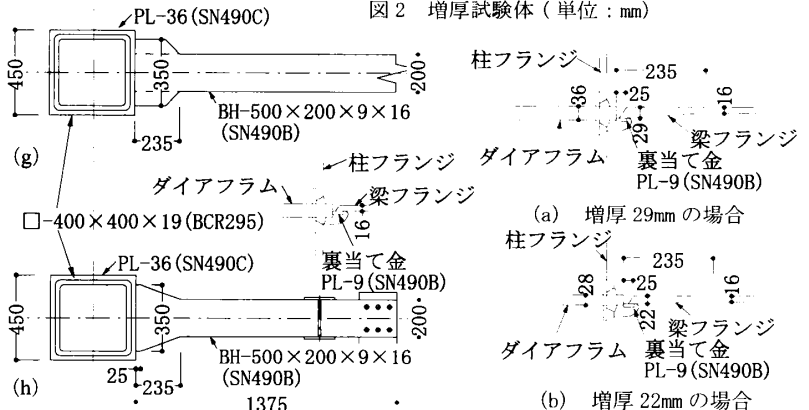 図2 増厚試験体(単位:mm)
PL-36(SN490C)
450
350
200
BH-500×200×9×16
(SN490B)
235
(g)
柱フランジ
ダイアフラム
梁フランジ
16
□-400×400×19(BCR295)
裏当て金
PL-9(SN490B)
PL-36(SN490C)
450
350
200
BH-500×200×9×16
(SN490B)
25
235
(h)
1375
柱フランジ
235
25
36
16
29
梁フランジ
ダイアフラム
裏当て金
PL-9(SN490B)
(a) 増厚29mmの場合
柱フランジ
235
25
28
16
22
梁フランジ
ダイアフラム
裏当て金
PL-9(SN490B)
(b) 増厚22mmの場合